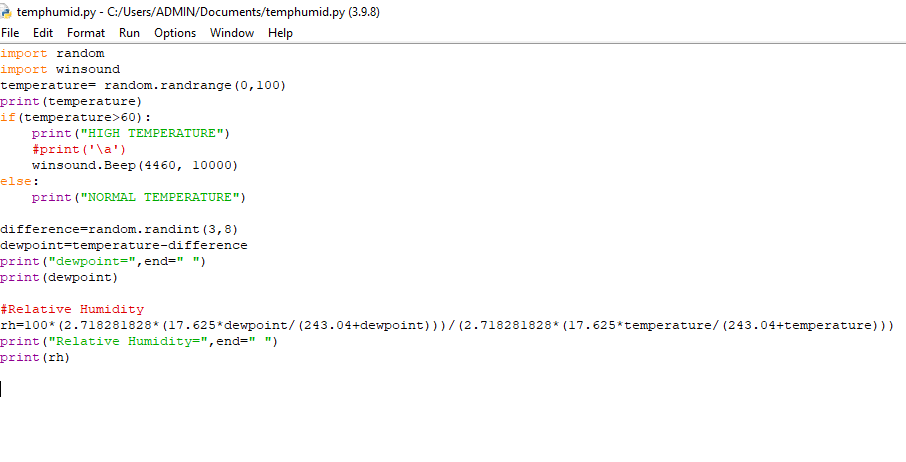 temphumid.py - C:/Users/ADMIN/Documents/temphumid.py (3.9.8)
File Edit Format Run Options Window Help
import random
import winsound
temperature= random.randrange(0,100)
print(temperature)
if(temperature>60):
    print("HIGH TEMPERATURE")
    #print('\a')
    winsound.Beep(4460, 10000)
else:
    print("NORMAL TEMPERATURE")

difference=random.randint(3,8)
dewpoint=temperature-difference
print("dewpoint=",end=" ")
print(dewpoint)

#Relative Humidity
rh=100*(2.718281828*(17.625*dewpoint/(243.04+dewpoint)))/(2.718281828*(17.625*temperature/(243.04+temperature)))
print("Relative Humidity=",end=" ")
print(rh)